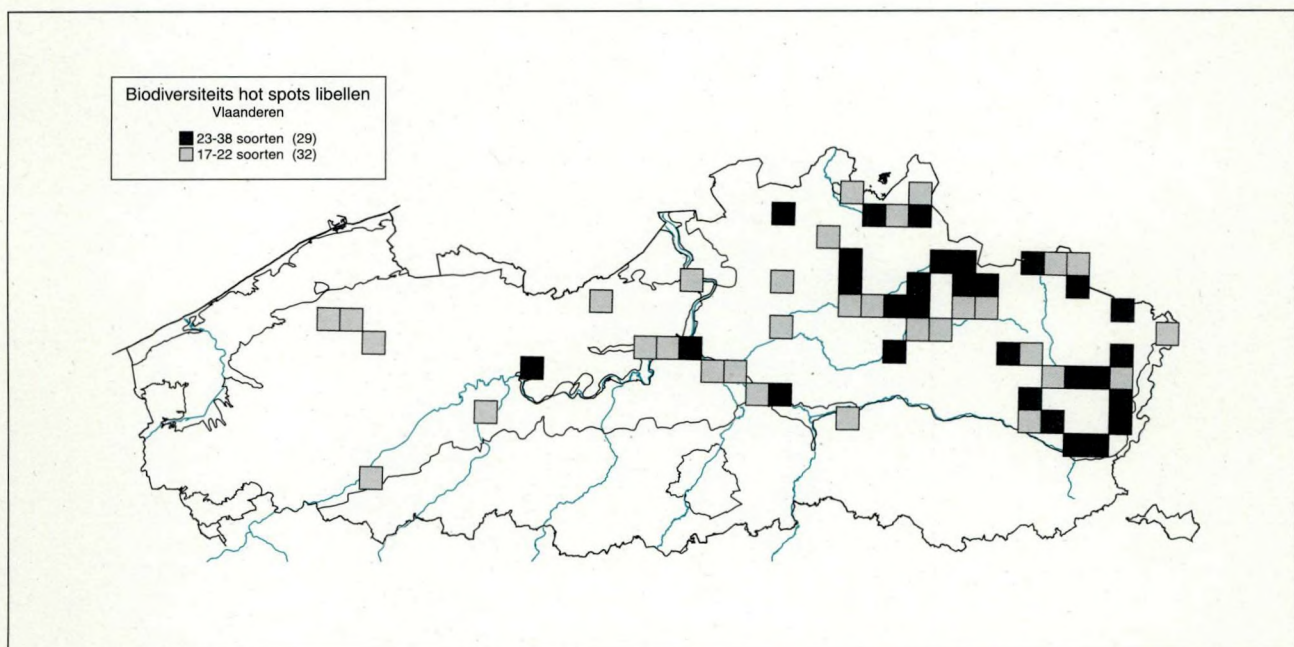 Biodiversiteits hot spots libellen
Vlaanderen
23-38 soorten (29)
17-22 soorten (32)